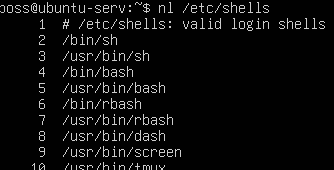 boss@ubuntu-serv:~$ nl /etc/shells
1 # /etc/shells: valid login shells
2 /bin/sh
3 /usr/bin/sh
4 /bin/bash
5 /usr/bin/bash
6 /bin/rbash
7 /usr/bin/rbash
8 /usr/bin/dash
9 /usr/bin/screen
10 /usr/bin/tmux